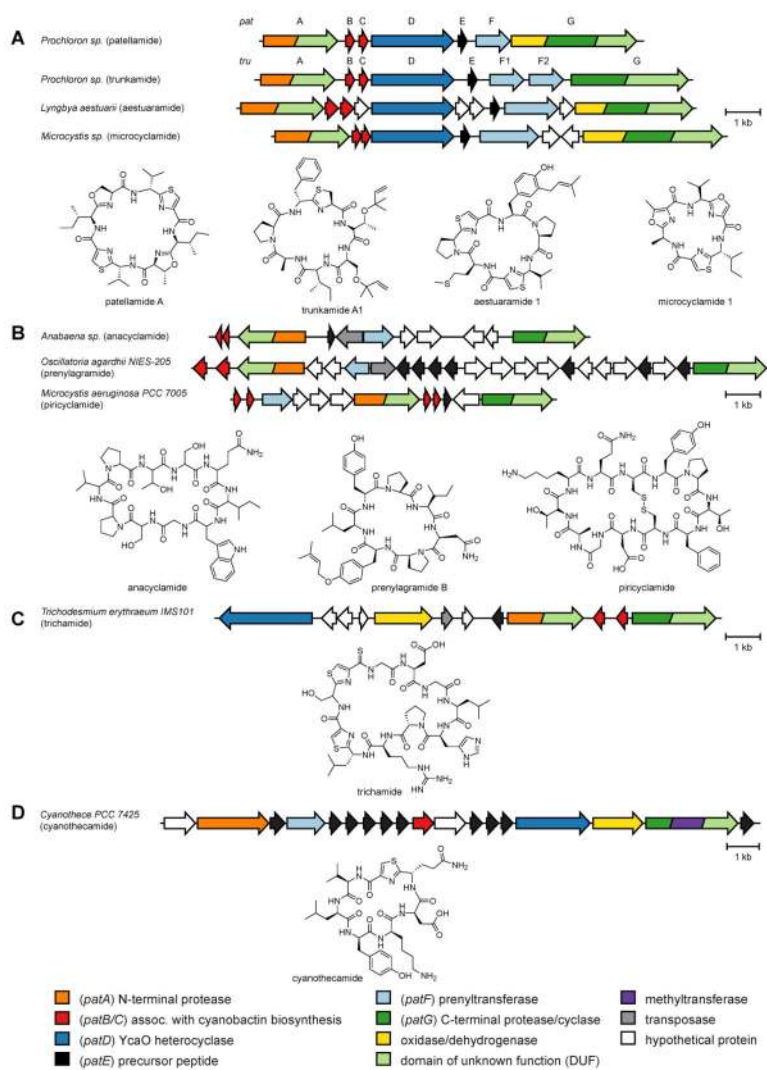 pat A B C D E F G
A
Prochloron sp. (patellamide)
tru A B C D E F1 F2 G
Prochloron sp. (trunkamide)
Lyngbya aestuarii (aestuaramide)
Microcystis sp. (microcyclamide)
1 kb
patellamide A
trunkamide A1
aestuaramide 1
microcyclamide 1
B
Anabaena sp. (anacyclamide)
Oscillatoria agardhii NIES-205
(prenylagramide)
Microcystis aeruginosa PCC 7005
(piricyclamide)
1 kb
anacyclamide
prenylagramide B
piricyclamide
C
Trichodesmium erythraeum IMS101
(trichamide)
1 kb
trichamide
D
Cyanothece PCC 7425
(cyanothecamide)
1 kb
cyanothecamide
(patA) N-terminal protease
(patB/C) assoc. with cyanobactin biosynthesis
(patD) YcaO heterocyclase
(patE) precursor peptide
(patF) prenyltransferase
(patG) C-terminal protease/cyclase
oxidase/dehydrogenase
domain of unknown function (DUF)
methyltransferase
transposase
hypothetical protein